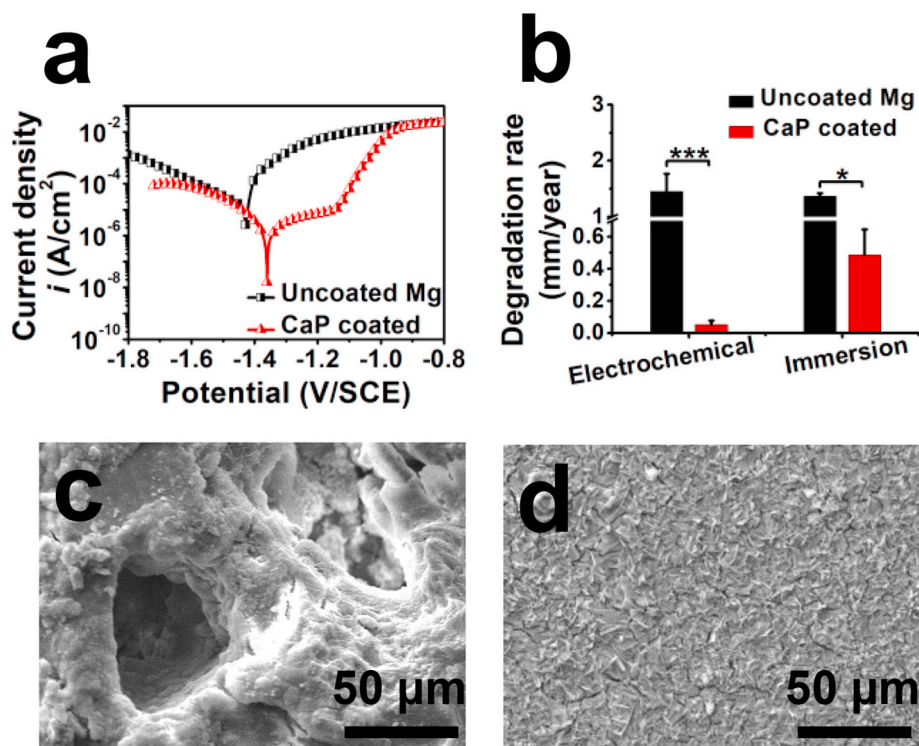 a
Current density
i (A/cm²)
10⁻²
10⁻⁴
10⁻⁶
10⁻⁸
10⁻¹⁰
Uncoated Mg
CaP coated
-1.8
-1.6
-1.4
-1.2
-1.0
-0.8
Potential (V/SCE)
b
Degradation rate
(mm/year)
Uncoated Mg
CaP coated
3
2
1
0.6
0.4
0.2
0.0
***
*
Electrochemical
Immersion
c
50 µm
d
50 µm